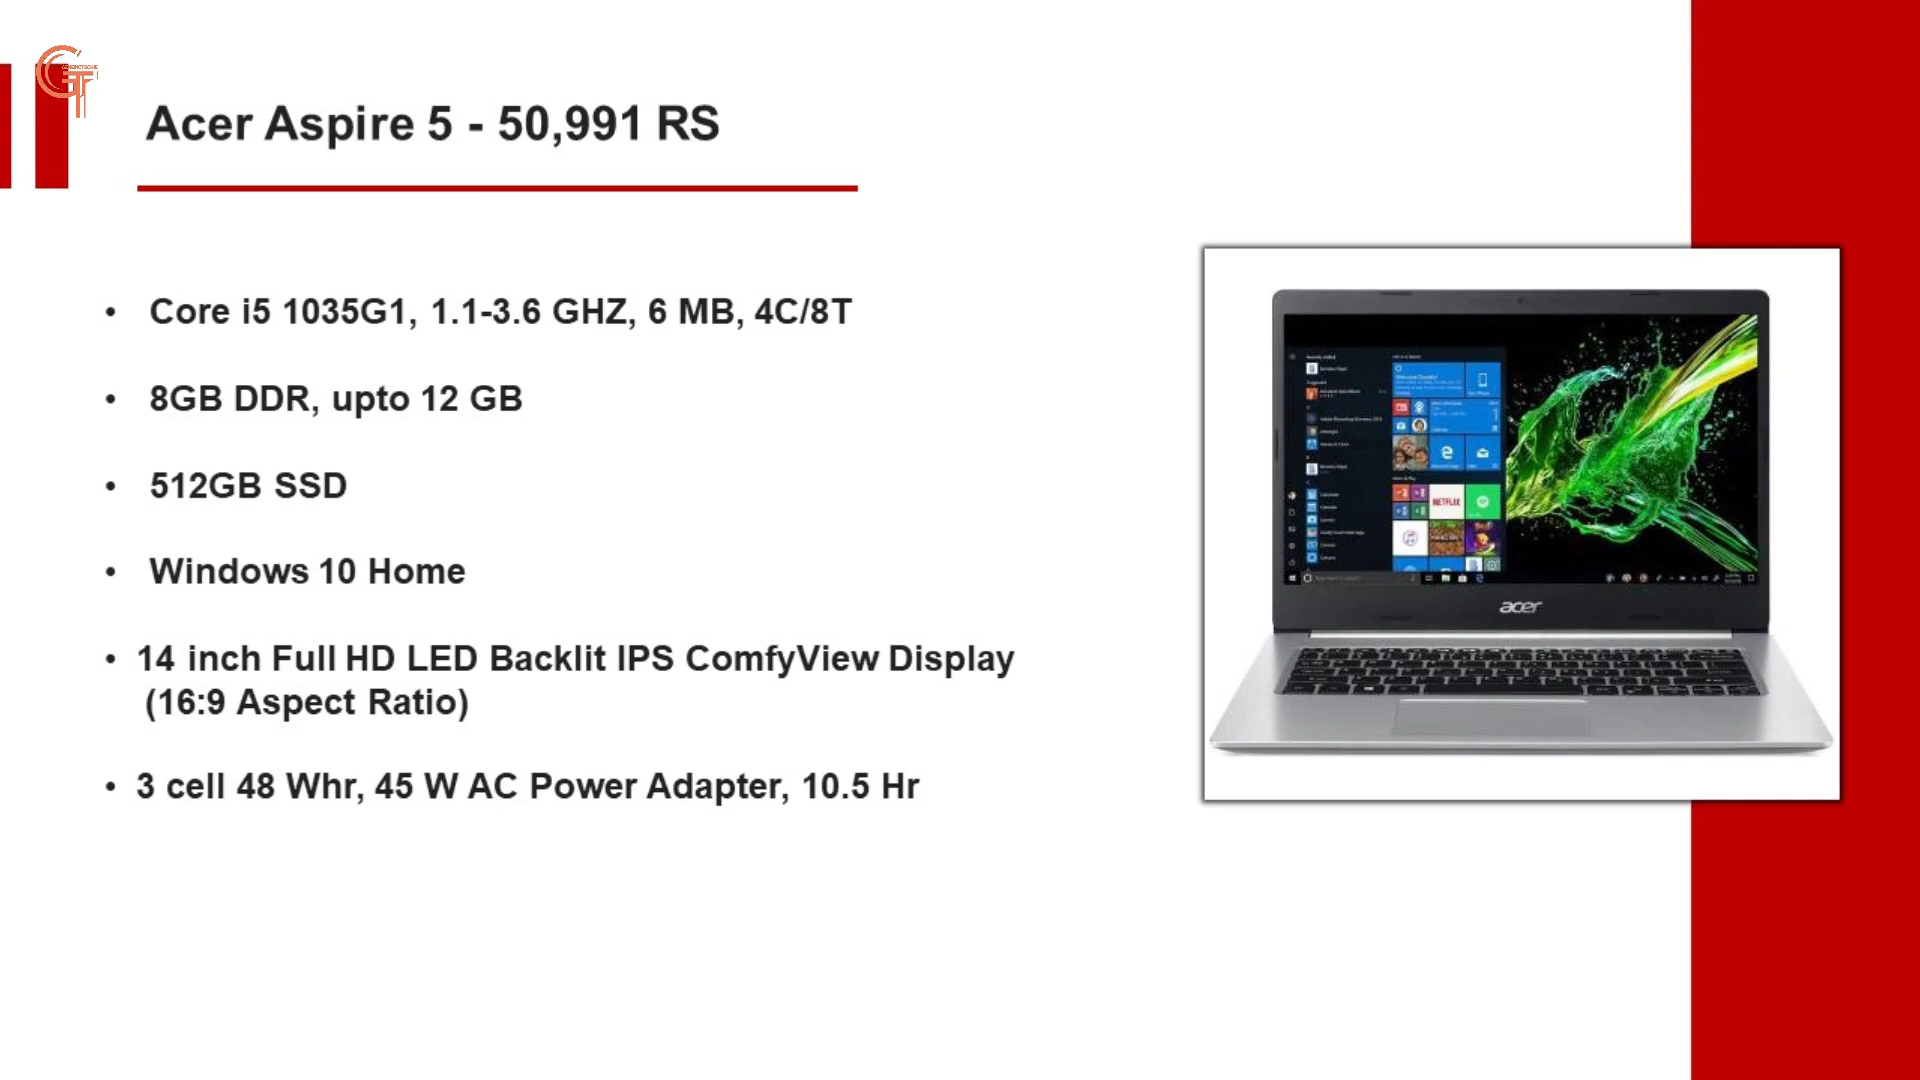 Acer Aspire 5 - 50,991 RS
• Core i5 1035G1, 1.1-3.6 GHZ, 6 MB, 4C/8T
• 8GB DDR, upto 12 GB
• 512GB SSD
• Windows 10 Home
• 14 inch Full HD LED Backlit IPS ComfyView Display
(16:9 Aspect Ratio)
• 3 cell 48 Whr, 45 W AC Power Adapter, 10.5 Hr
NETFLIX
acer